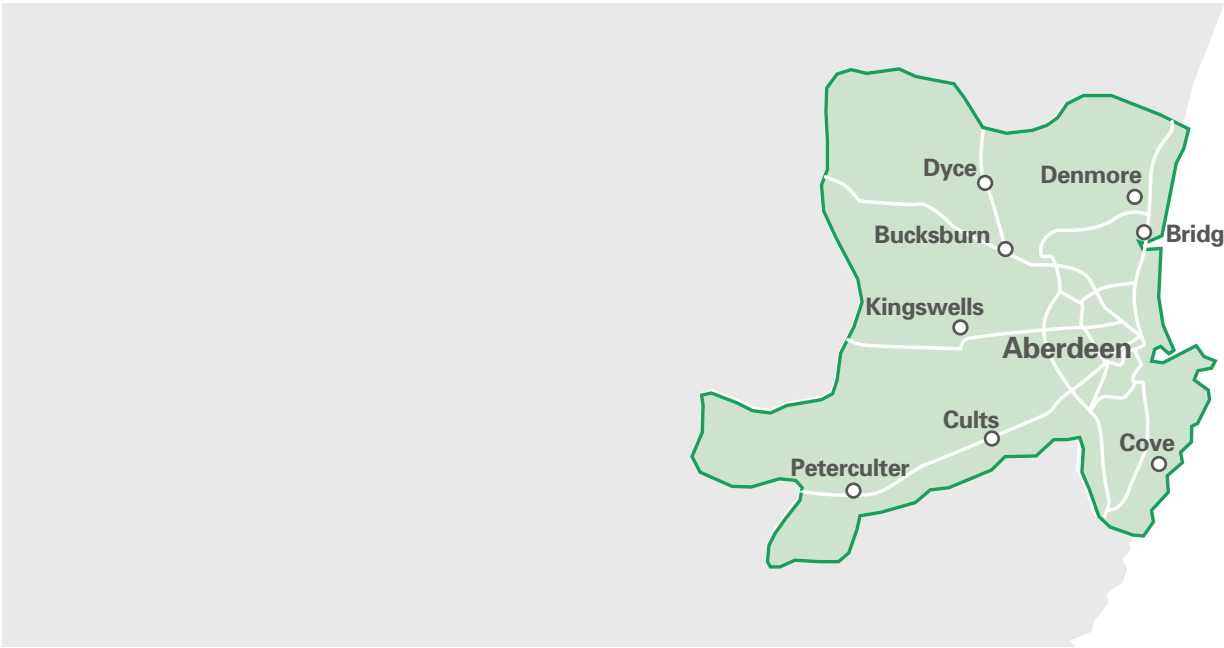 Dyce
Denmore
Bucksburn
Bridg
Kingswells
Aberdeen
Cults
Cove
Peterculter